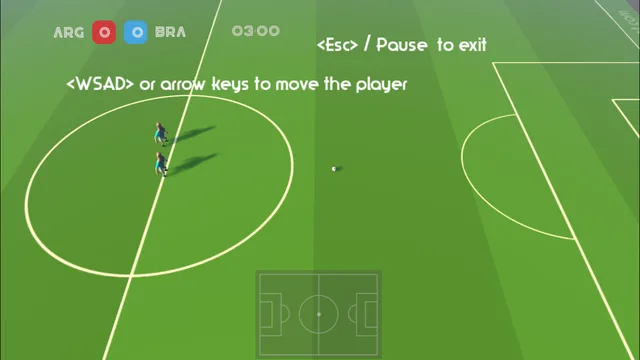 ARG 0 0 BRA 03:00
<Esc> / Pause to exit
<WSAD> or arrow keys to move the player